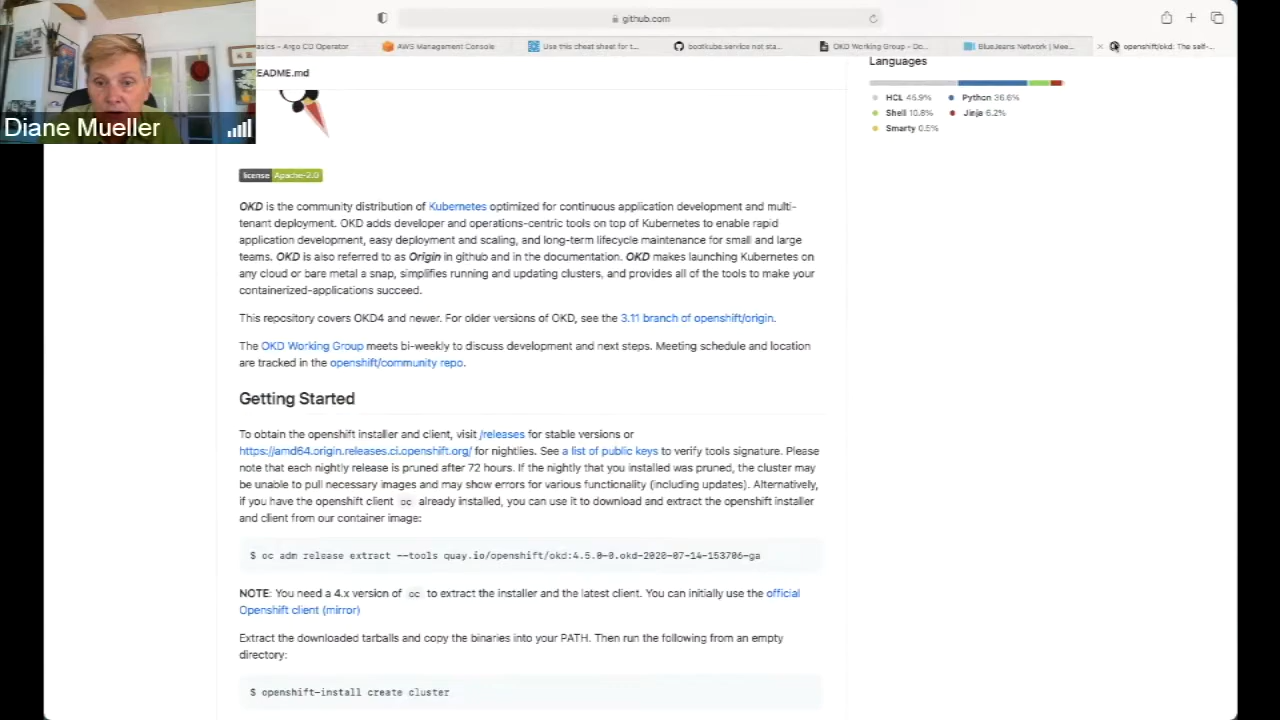 github.com
asics - Argo CD Operator
AWS Management Console
Use this cheat sheet for t...
bootkube.service not sta...
OKD Working Group - Do...
BlueJeans Network | Mee...
openshift/okd: The self-...
Diane Mueller
EADME.md
Languages
HCL 45.9% Python 36.6%
Shell 10.8% Jinja 6.2%
Smarty 0.5%
license Apache-2.0
OKD is the community distribution of Kubernetes optimized for continuous application development and multi-
tenant deployment. OKD adds developer and operations-centric tools on top of Kubernetes to enable rapid
application development, easy deployment and scaling, and long-term lifecycle maintenance for small and large
teams. OKD is also referred to as Origin in github and in the documentation. OKD makes launching Kubernetes on
any cloud or bare metal a snap, simplifies running and updating clusters, and provides all of the tools to make your
containerized-applications succeed.
This repository covers OKD4 and newer. For older versions of OKD, see the 3.11 branch of openshift/origin.
The OKD Working Group meets bi-weekly to discuss development and next steps. Meeting schedule and location
are tracked in the openshift/community repo.
Getting Started
To obtain the openshift installer and client, visit /releases for stable versions or
https://amd64.origin.releases.ci.openshift.org/ for nightlies. See a list of public keys to verify tools signature. Please
note that each nightly release is pruned after 72 hours. If the nightly that you installed was pruned, the cluster may
be unable to pull necessary images and may show errors for various functionality (including updates). Alternatively,
if you have the openshift client oc already installed, you can use it to download and extract the openshift installer
and client from our container image:
$ oc adm release extract --tools quay.io/openshift/okd:4.5.0-0.okd-2020-07-14-153706-ga
NOTE: You need a 4.x version of oc to extract the installer and the latest client. You can initially use the official
Openshift client (mirror)
Extract the downloaded tarballs and copy the binaries into your PATH. Then run the following from an empty
directory:
$ openshift-install create cluster